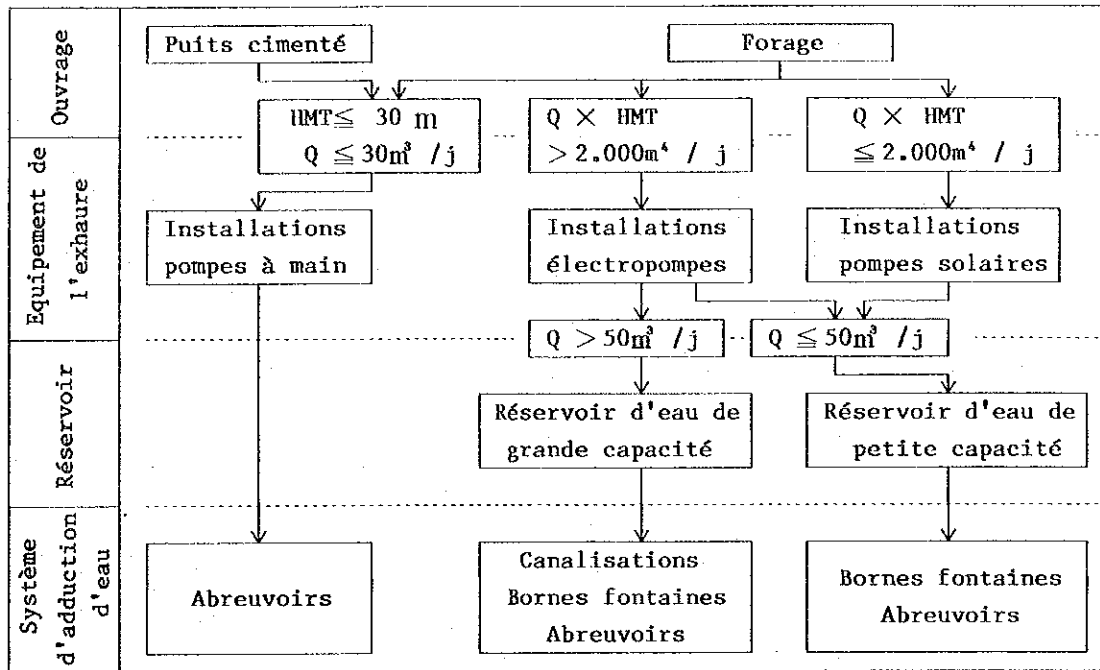 Ouvrage
Puits cimenté
Forage
HMT≦ 30 m
Q ≦ 30m³ /j
Q × HMT
> 2.000m⁴ / j
Q × HMT
≦ 2.000m⁴ / j
Equipement de
l'exhaure
Installations
pompes à main
Installations
électropompes
Installations
pompes solaires
Q > 50m³ /j
Q ≦ 50m³ /j
Réservoir
Réservoir d'eau de
grande capacité
Réservoir d'eau de
petite capacité
Système
d'adduction
d'eau
Abreuvoirs
Canalisations
Bornes fontaines
Abreuvoirs
Bornes fontaines
Abreuvoirs